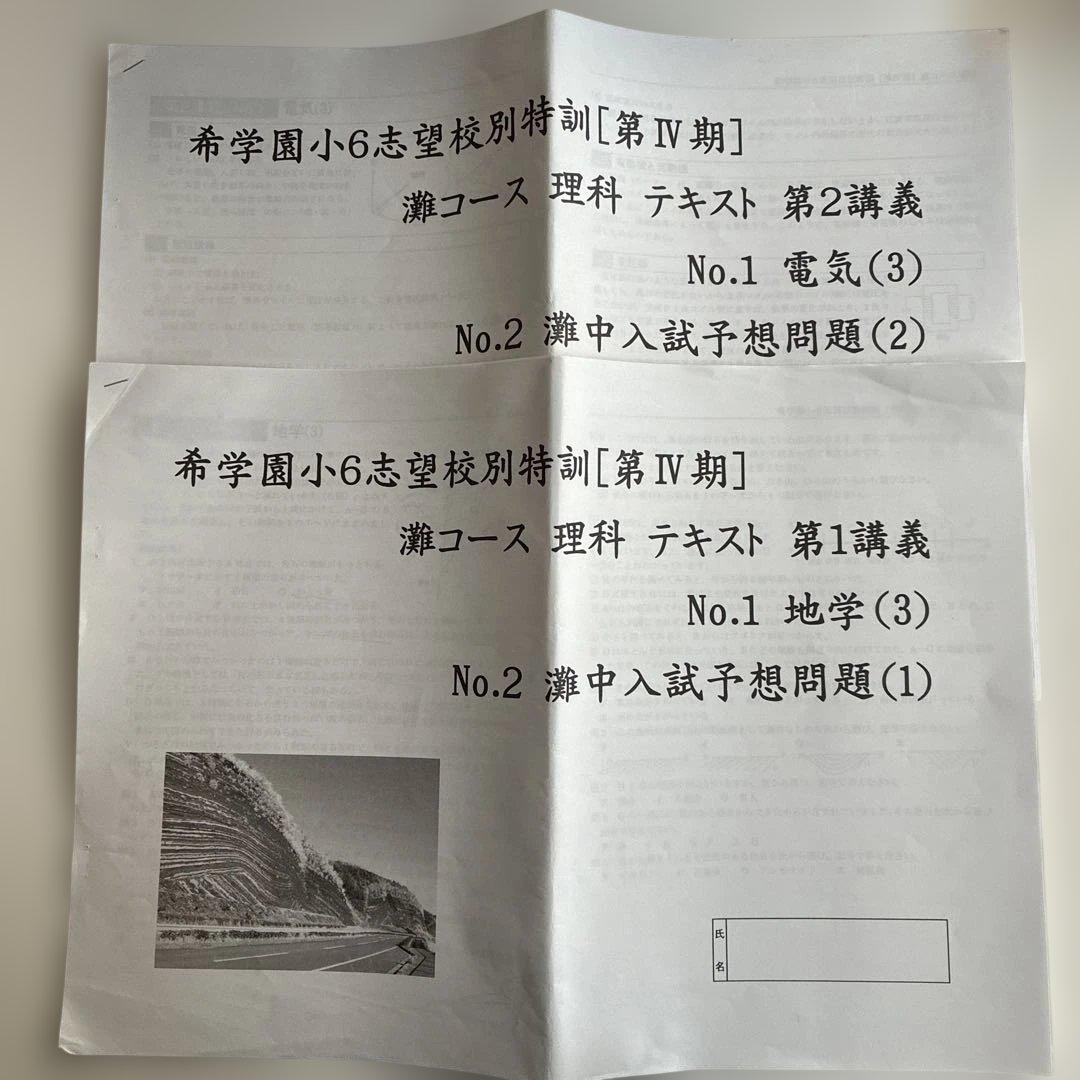 希学園小6志望校別特訓[第Ⅳ期]
灘コース 理科 テキスト 第2講義
No.1 電気(3)
No.2 灘中入試予想問題(2)
希学園小6志望校別特訓[第Ⅳ期]
灘コース 理科 テキスト 第1講義
No.1 地学(3)
No.2 灘中入試予想問題(1)
氏名